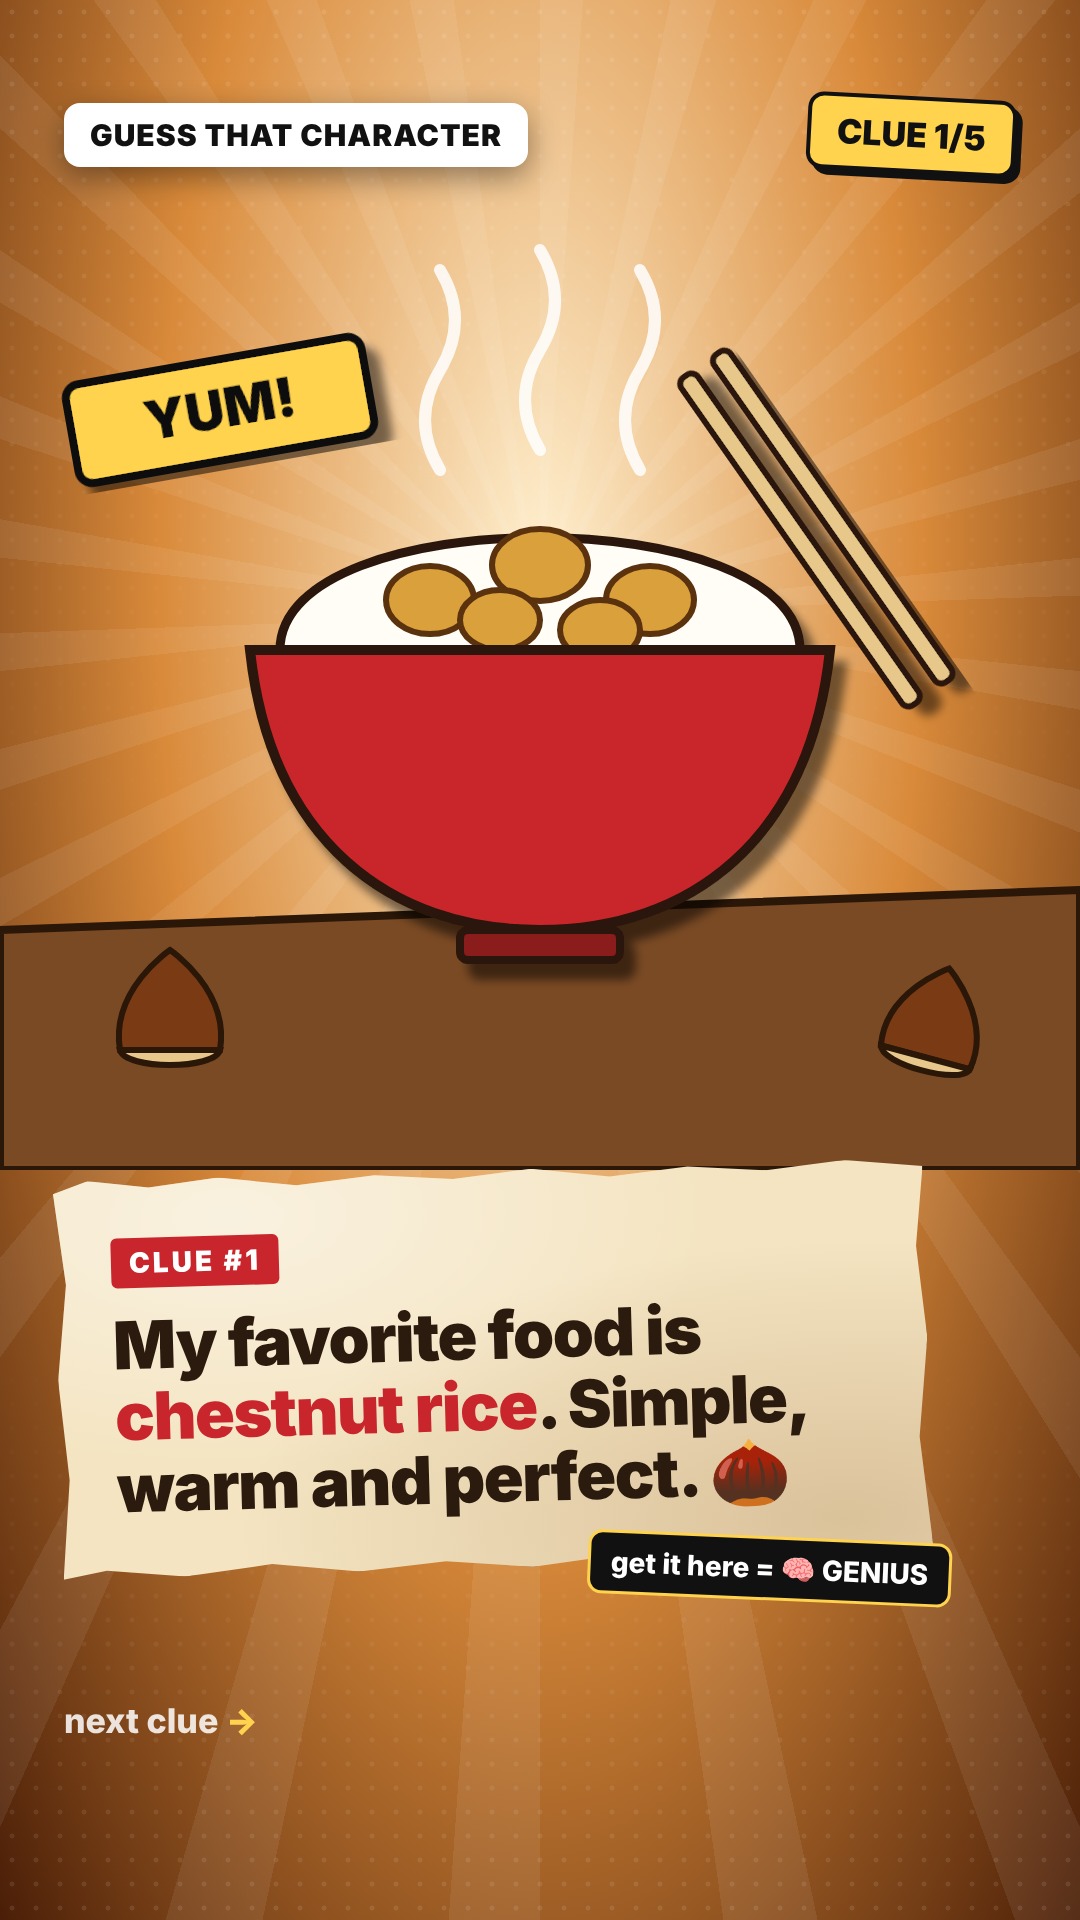 GUESS THAT CHARACTER
CLUE 1/5
YUM!
CLUE #1
My favorite food is
chestnut rice. Simple,
warm and perfect. 🌰
get it here = 🧠 GENIUS
next clue →